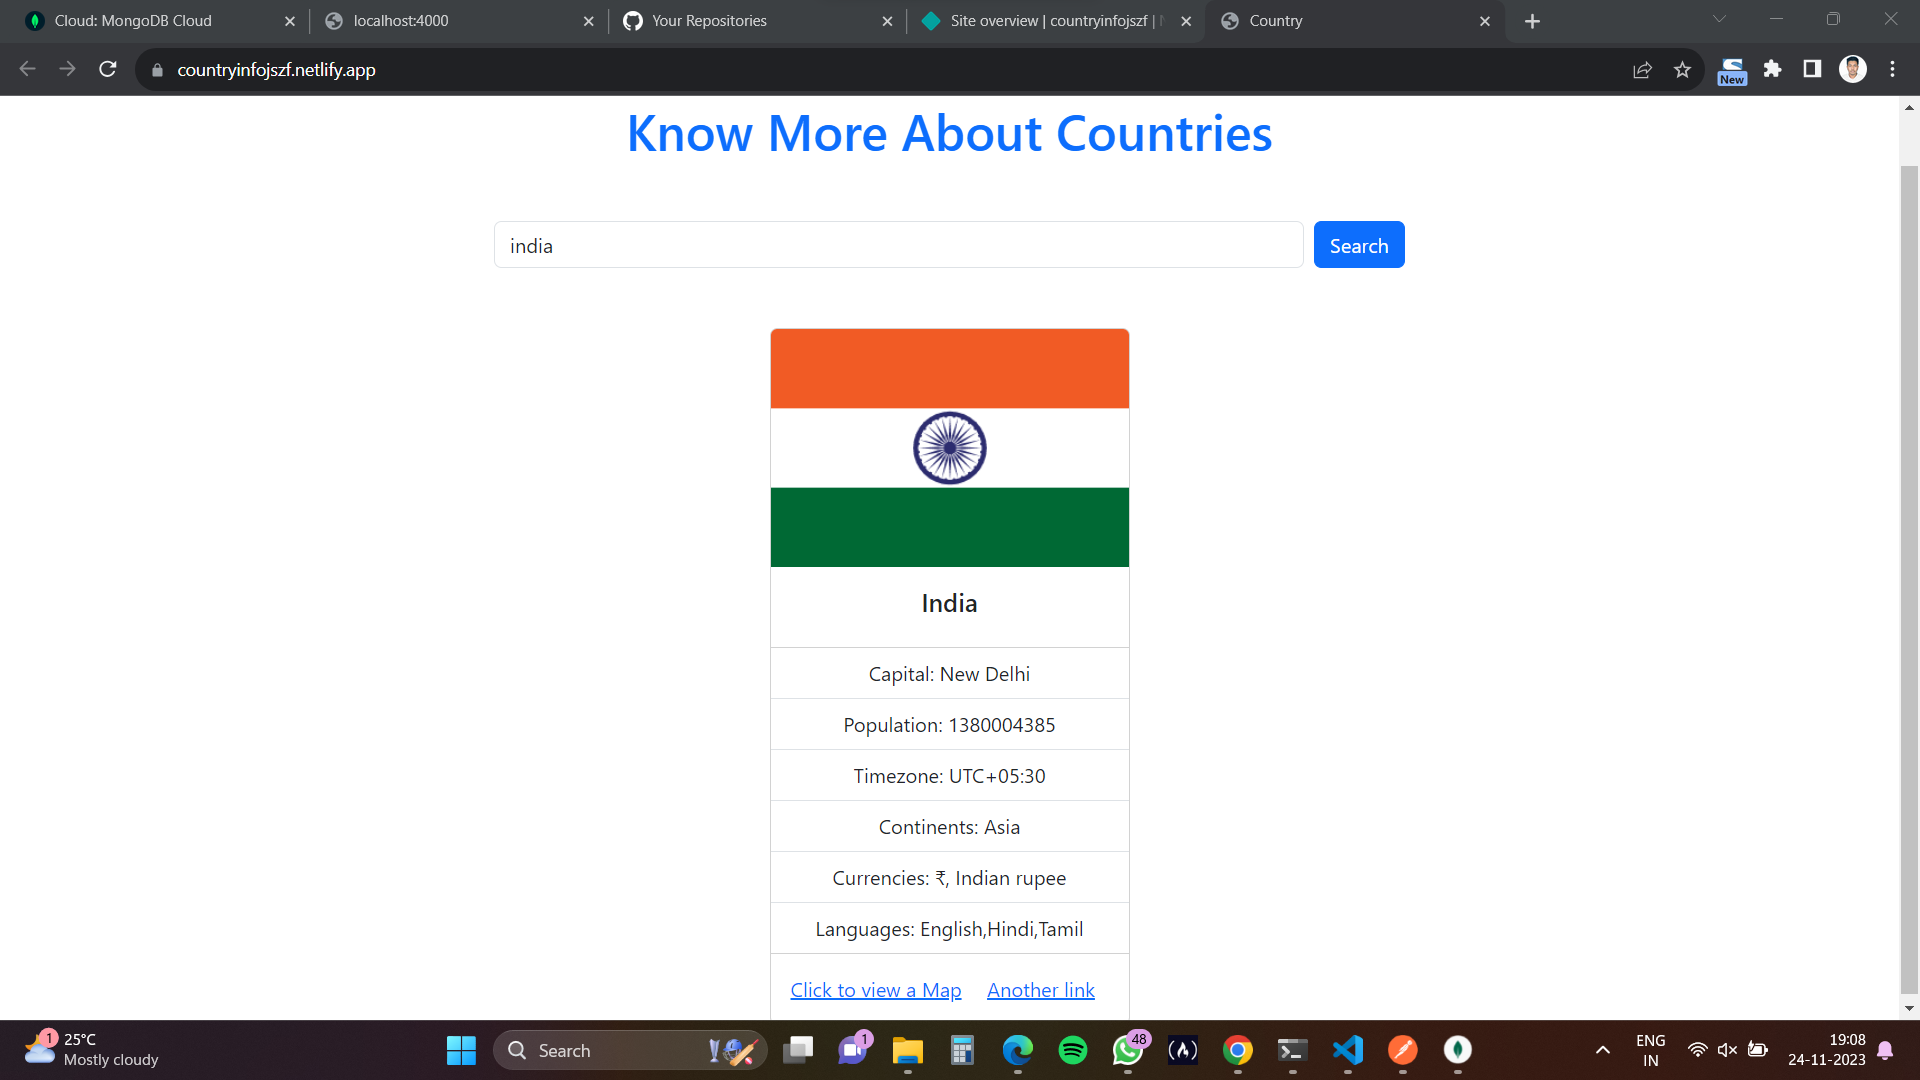 Cloud: MongoDB Cloud
localhost:4000
Your Repositories
Site overview | countryinfojszf |
Country
countryinfojszf.netlify.app
New
Know More About Countries
india
Search
India
Capital: New Delhi
Population: 1380004385
Timezone: UTC+05:30
Continents: Asia
Currencies: ₹, Indian rupee
Languages: English,Hindi,Tamil
Click to view a Map Another link
1
25°C
Mostly cloudy
Search
1
48
ENG
IN
19:08
24-11-2023